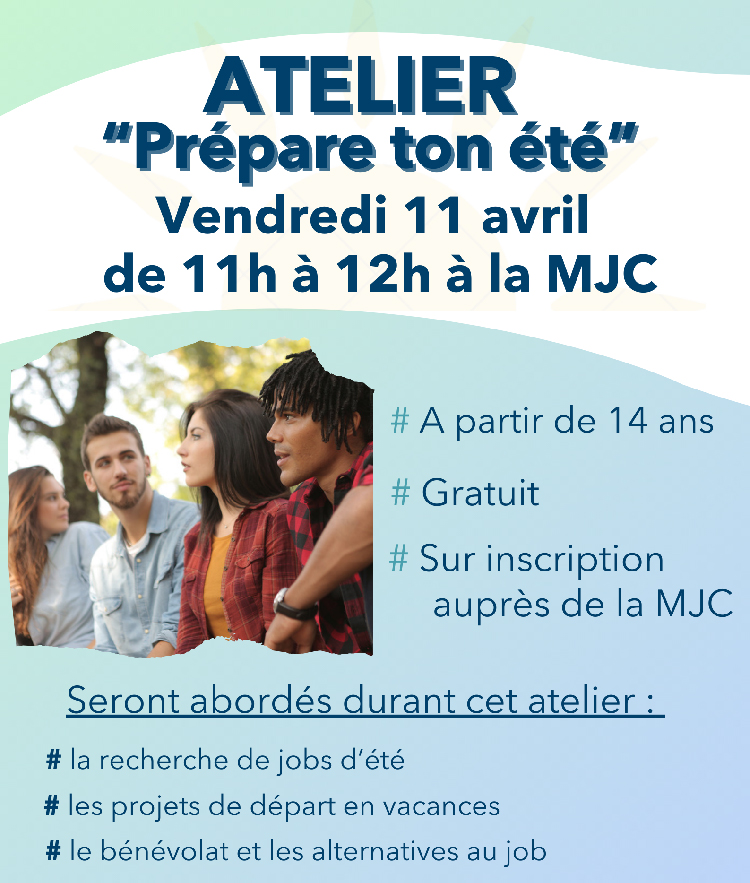 ATELIER
“Prépare ton été”
Vendredi 11 avril
de 11h à 12h à la MJC
# A partir de 14 ans
# Gratuit
# Sur inscription
auprès de la MJC
Seront abordés durant cet atelier :
# la recherche de jobs d’été
# les projets de départ en vacances
# le bénévolat et les alternatives au job